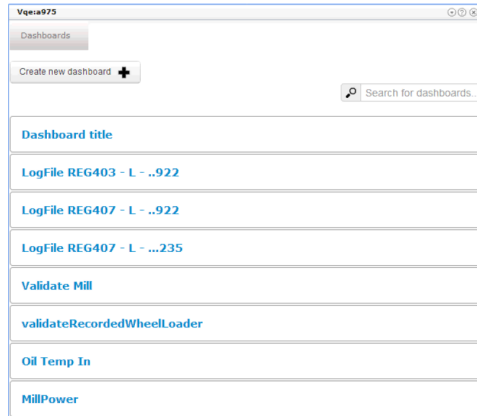 Vqe:a975
Dashboards
Create new dashboard
Search for dashboards...
Dashboard title
LogFile REG403 - L - ..922
LogFile REG407 - L - ..922
LogFile REG407 - L - ...235
Validate Mill
validateRecordedWheelLoader
Oil Temp In
MillPower